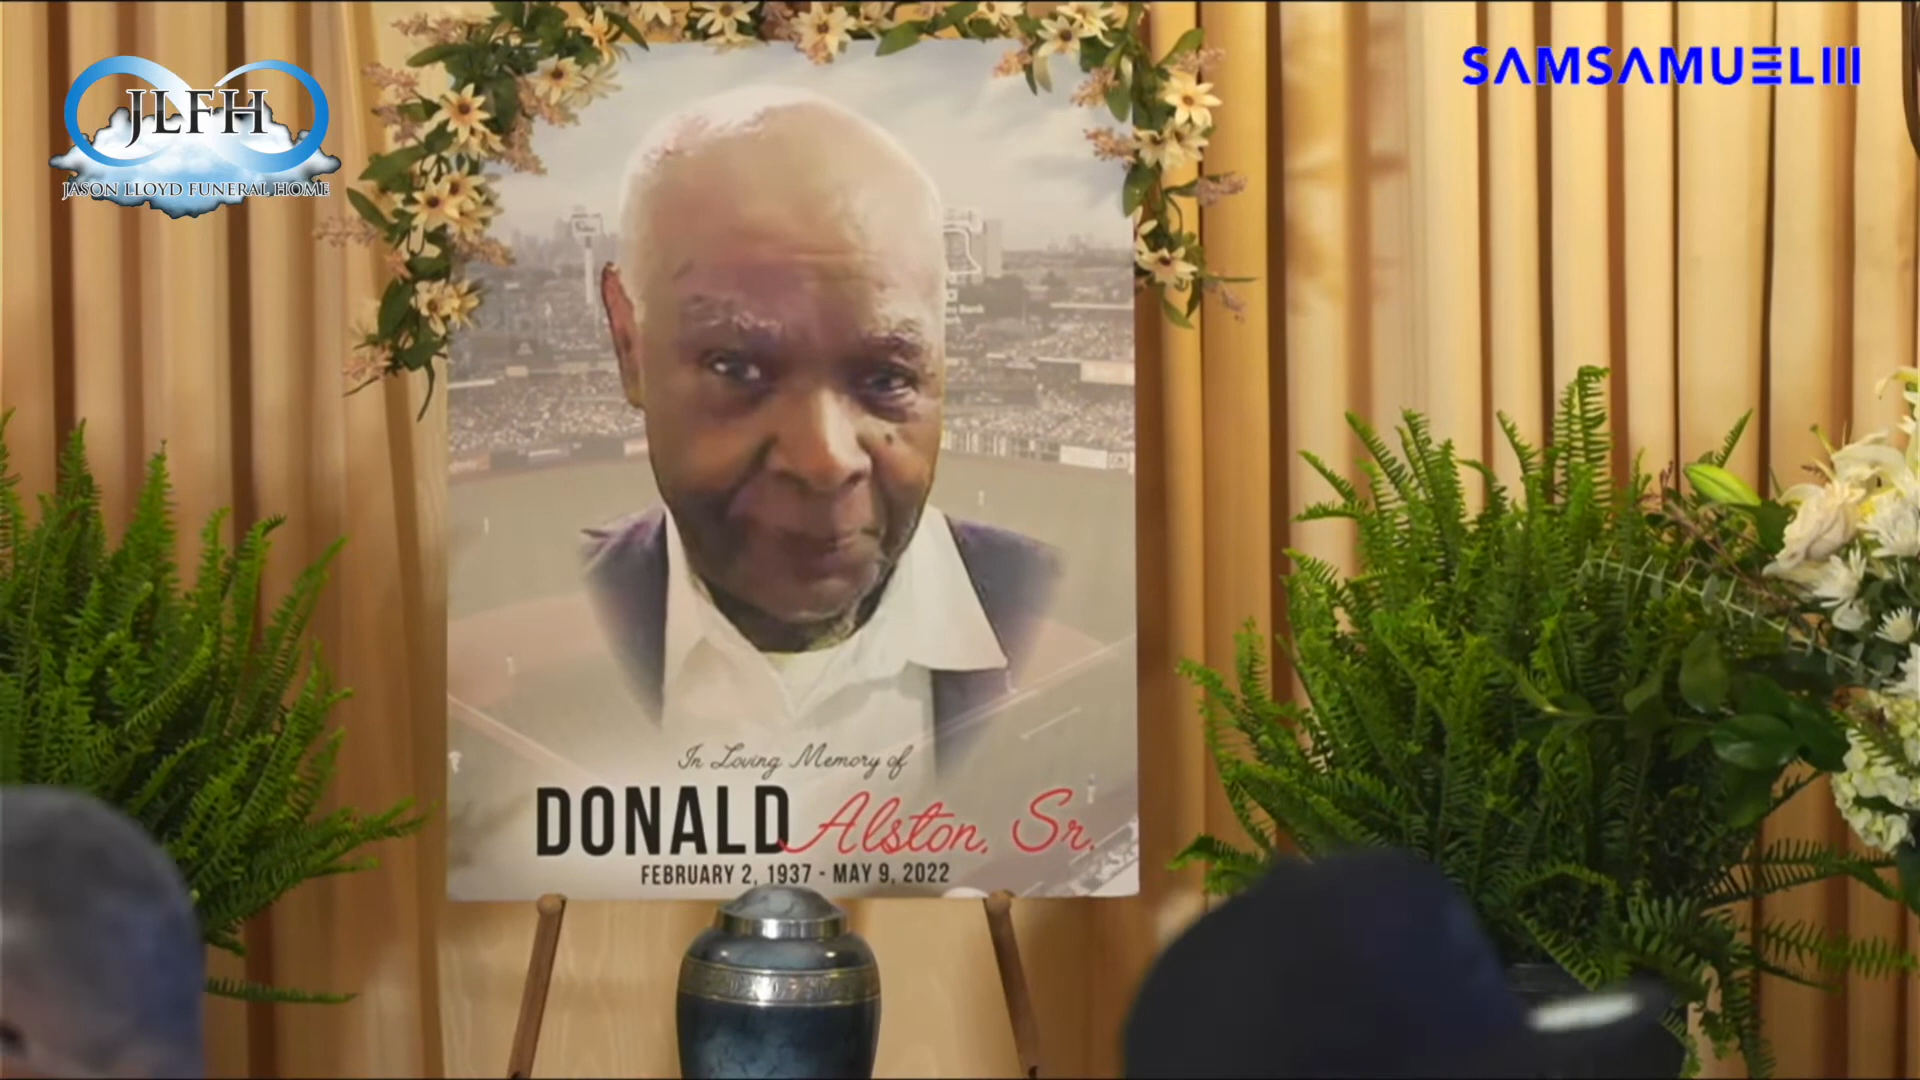 JLFH
JASON LLOYD FUNERAL HOME
SAMSAMUELIII
In Loving Memory of
DONALD Alston, Sr.
FEBRUARY 2, 1937 - MAY 9, 2022